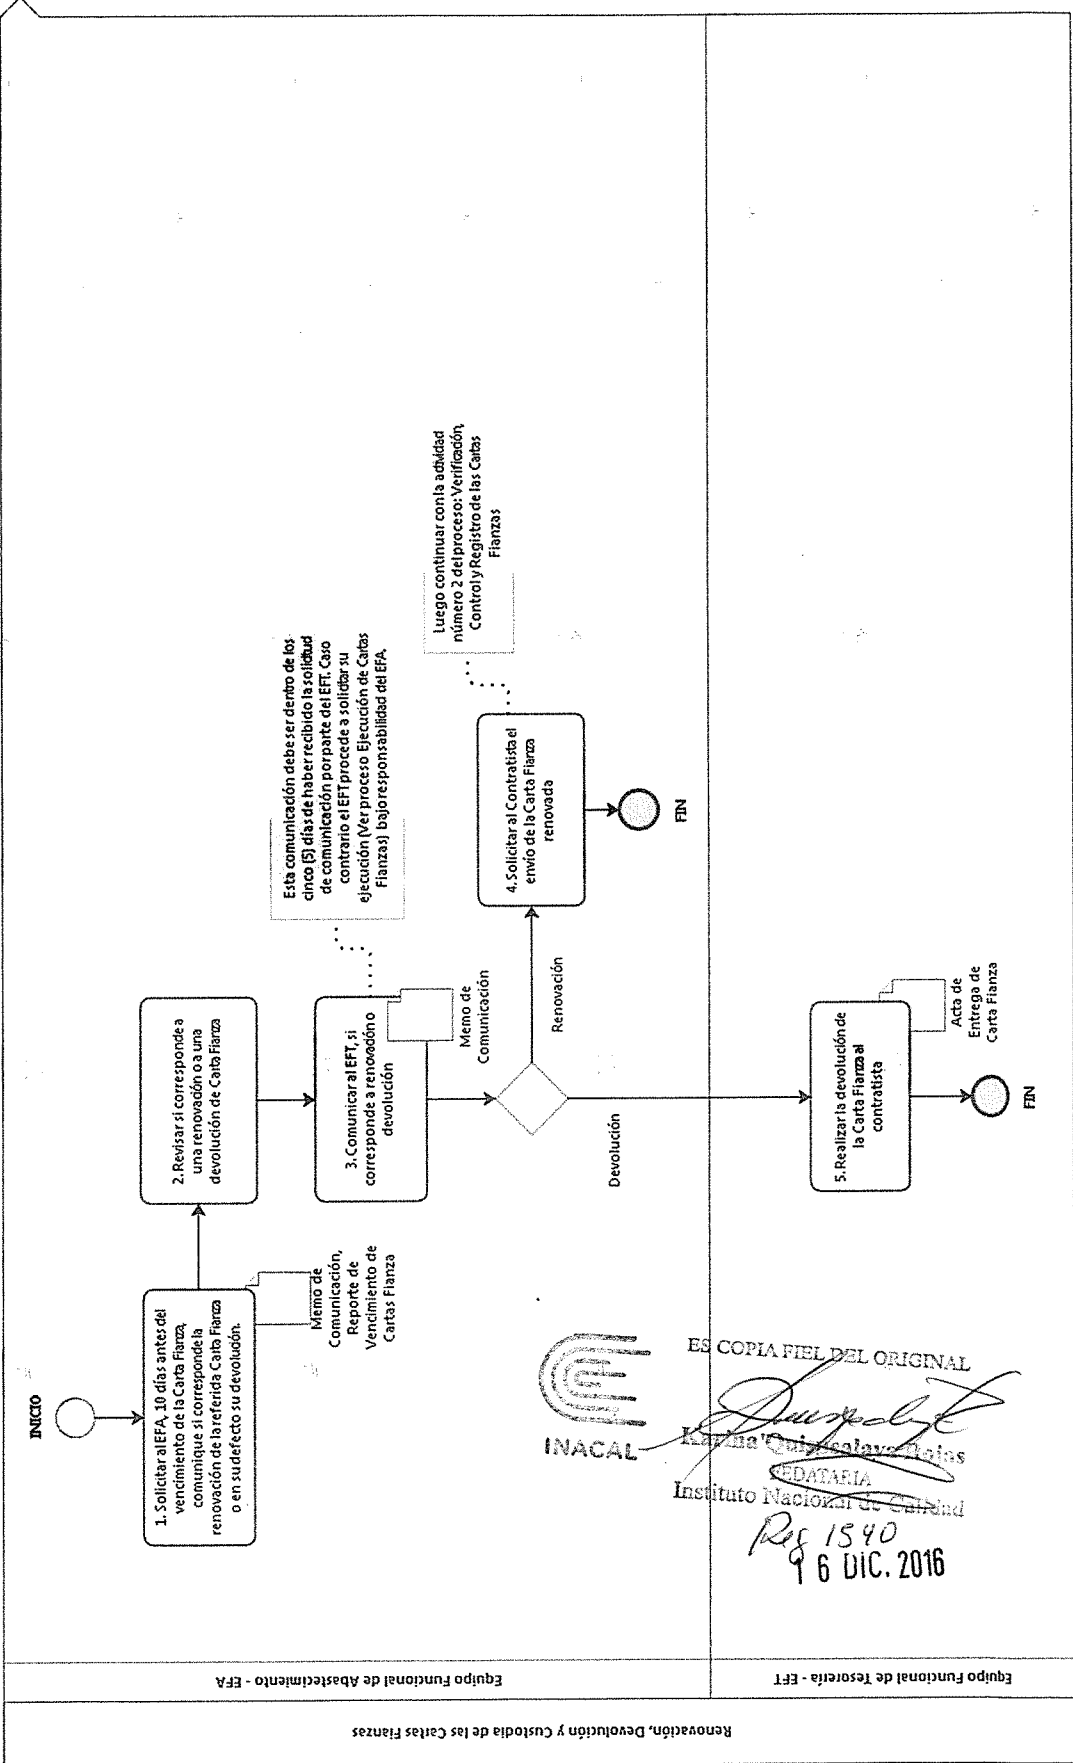 Renovación, Devolución y Custodia de las Cartas Fianzas
Equipo Funcional de Abastecimiento - EFA
Equipo Funcional de Tesorería - EFT
INICIO
1. Solicitar al EFA, 10 días antes del
vencimiento de la Carta Fianza,
comunique si corresponde la
renovación de la referida Carta Fianza
o en su defecto su devolución.
Memo de
Comunicación,
Reporte de
Vencimiento de
Cartas Fianza
2. Revisar si corresponde a
una renovación o a una
devolución de Carta Fianza
3. Comunicar al EFT, si
corresponde a renovación o
devolución
Memo de
Comunicación
Esta comunicación debe ser dentro de los
cinco (5) días de haber recibido la solicitud
de comunicación por parte del EFT. Caso
contrario el EFT procede a solicitar su
ejecución (Ver proceso Ejecución de Cartas
Fianzas) bajo responsabilidad del EFA.
Renovación
Devolución
4. Solicitar al Contratista el
envío de la Carta Fianza
renovada
Luego continuar con la actividad
número 2 del proceso: Verificación,
Control y Registro de las Cartas
Fianzas
FIN
5. Realizar la devolución de
la Carta Fianza al
contratista
Acta de
Entrega de
Carta Fianza
FIN
INACAL
ES COPIA FIEL DEL ORIGINAL
Karina Quinsalaya Rojas
FEDATARIA
Instituto Nacional de Calidad
Reg 1540
16 DIC. 2016